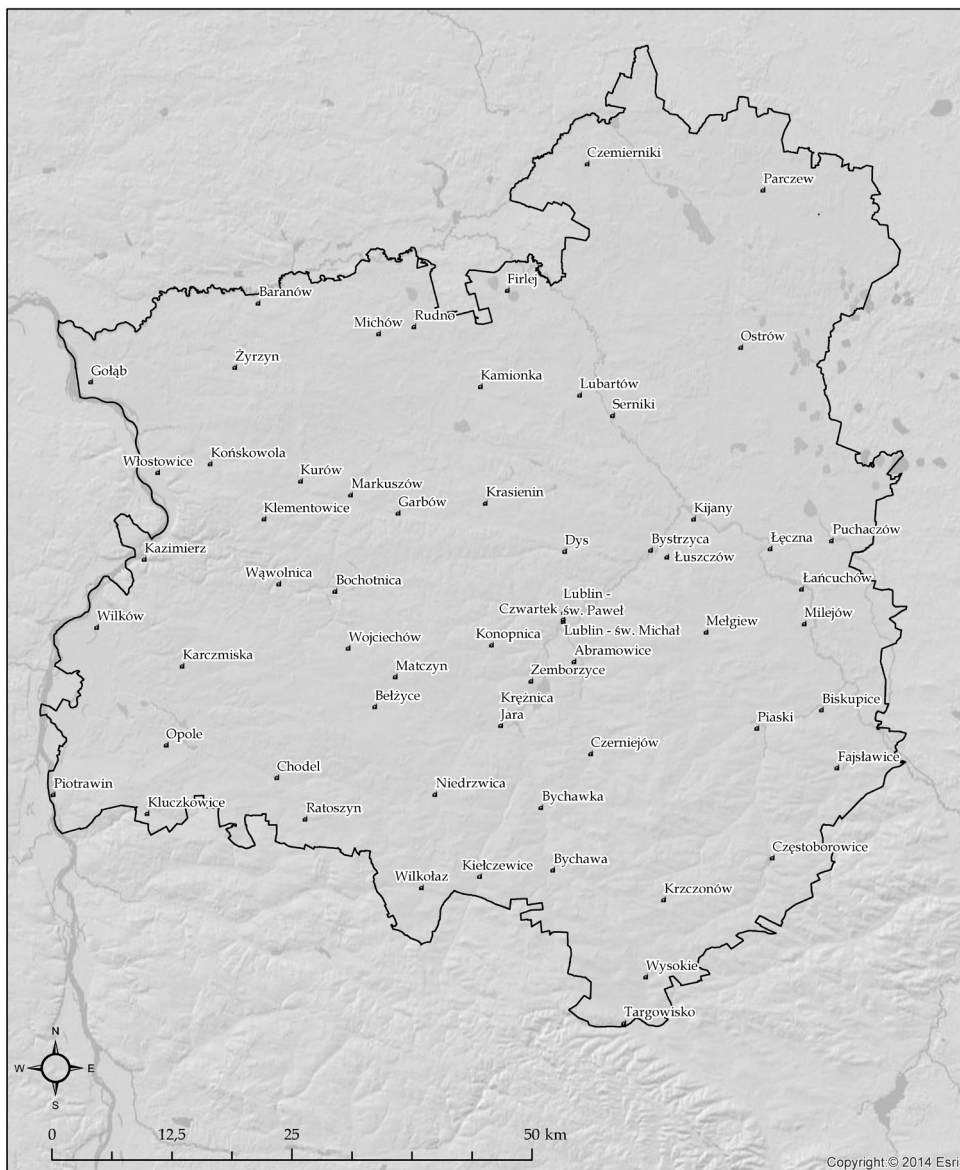 Czemierniki
Parczew
Firlej
Baranów
Rudno
Michów
Ostrów
Żyrzyn
Gołąb
Kamionka
Lubartów
Serniki
Końskowola
Włostowice
Kurów
Markuszów
Garbów
Krasienin
Klementowice
Kijany
Puchaczów
Kazimierz
Dys
Bystrzyca
Łęczna
Łuszczów
Wąwolnica
Bochotnica
Łańcuchów
Lublin -
Czwartek
św. Paweł
Wilków
Milejów
Mełgiew
Lublin - św. Michał
Konopnica
Wojciechów
Abramowice
Karczmiska
Matczyn
Zemborzyce
Bełżyce
Krężnica
Jara
Biskupice
Piaski
Opole
Czerniejów
Fajsławice
Chodel
Piotrawin
Niedrzwica
Kluczkowice
Ratoszyn
Bychawka
Częstoborowice
Kiełczewice
Bychawa
Wilkołaz
Krzczonów
Wysokie
Targowisko
N
W
E
S
0
12,5
25
50 km
Copyright:© 2014 Esri